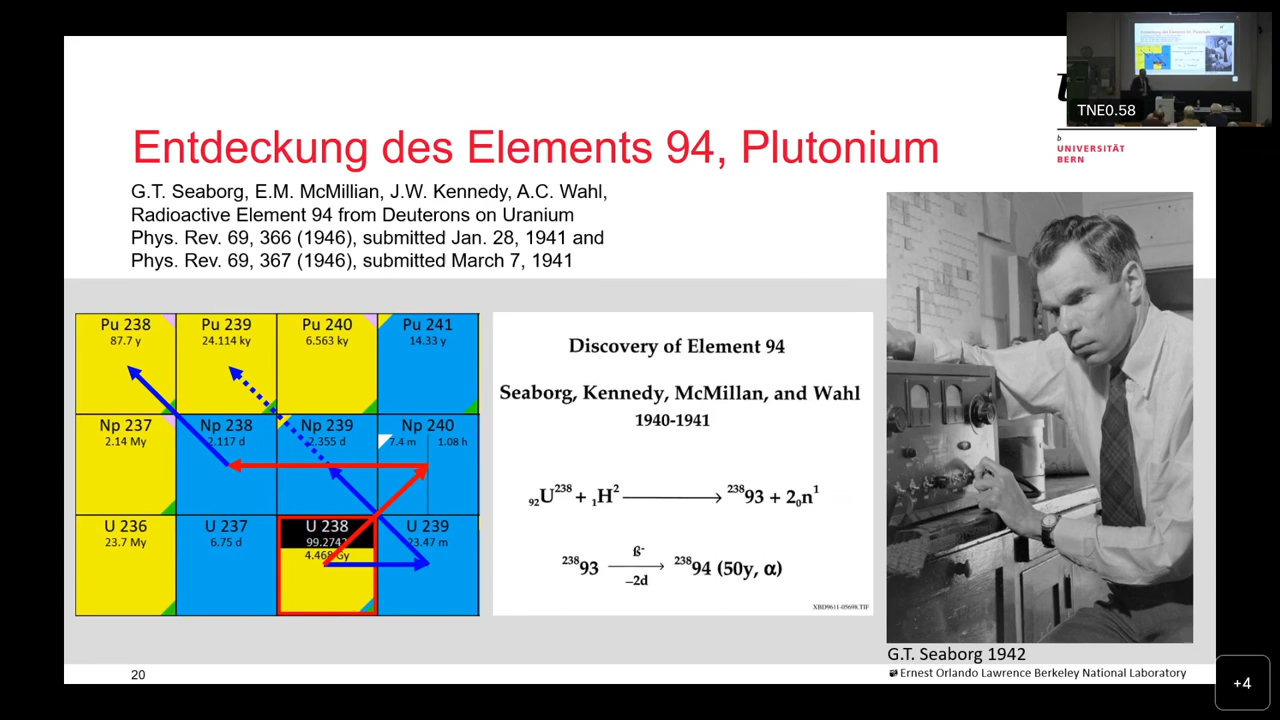 TNE0.58
b
UNIVERSITÄT
BERN
Entdeckung des Elements 94, Plutonium
G.T. Seaborg, E.M. McMillian, J.W. Kennedy, A.C. Wahl,
Radioactive Element 94 from Deuterons on Uranium
Phys. Rev. 69, 366 (1946), submitted Jan. 28, 1941 and
Phys. Rev. 69, 367 (1946), submitted March 7, 1941
Pu 238 Pu 239 Pu 240 Pu 241
87.7 y 24.114 ky 6.563 ky 14.33 y
Np 237 Np 238 Np 239 Np 240
2.14 My 2.117 d 2.355 d 7.4 m 1.08 h
U 236 U 237 U 238 U 239
23.7 My 6.75 d 99.2742 23.47 m
4.468 Gy
Discovery of Element 94
Seaborg, Kennedy, McMillan, and Wahl
1940-1941
₉₂U²³⁸ + ₁H² → ²³⁸93 + 2₀n¹
²³⁸93 ß⁻ → ~2d ²³⁸94 (50y, α)
XBD9611-05698.TIF
G.T. Seaborg 1942
Ernest Orlando Lawrence Berkeley National Laboratory
20
+4